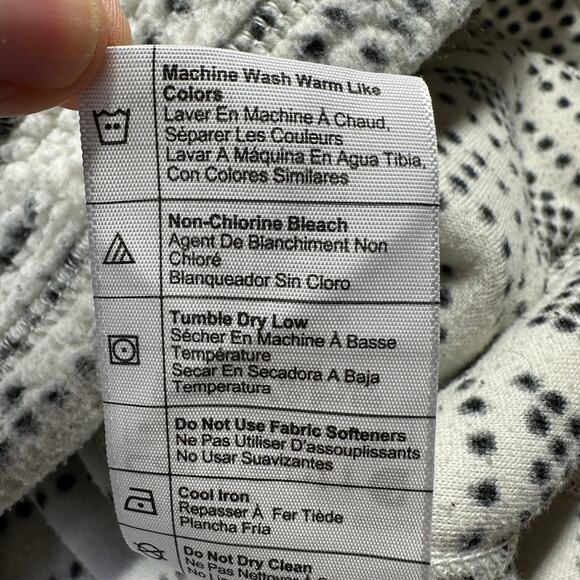 Machine Wash Warm Like
Colors
Laver En Machine À Chaud,
Séparer Les Couleurs
Lavar A Máquina En Agua Tibia,
Con Colores Similares
Non-Chlorine Bleach
Agent De Blanchiment Non
Chloré
Blanqueador Sin Cloro
Tumble Dry Low
Sécher En Machine À Basse
Température
Secar En Secadora A Baja
Temperatura
Do Not Use Fabric Softeners
Ne Pas Utiliser D'assouplissants
No Usar Suavizantes
Cool Iron
Repasser À Fer Tiède
Plancha Fría
Do Not Dry Clean
Ne Pas Nettoyer À